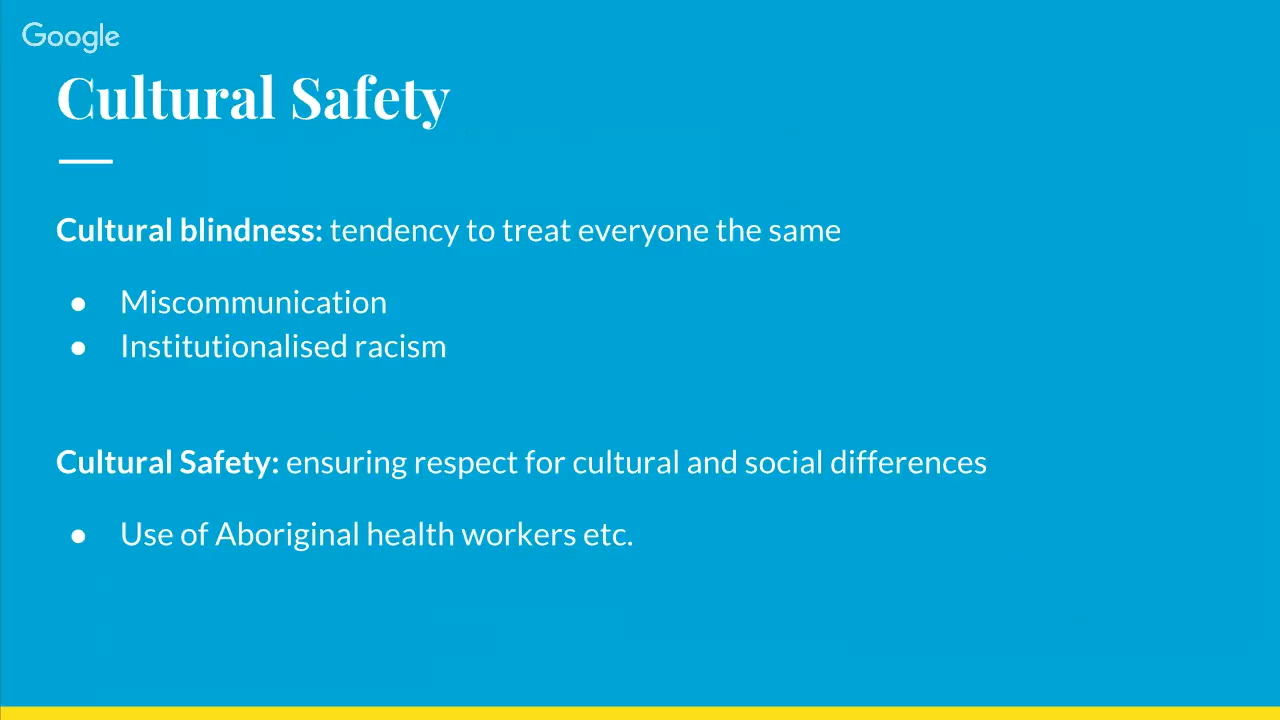 Google
Cultural Safety
Cultural blindness: tendency to treat everyone the same
● Miscommunication
● Institutionalised racism
Cultural Safety: ensuring respect for cultural and social differences
● Use of Aboriginal health workers etc.